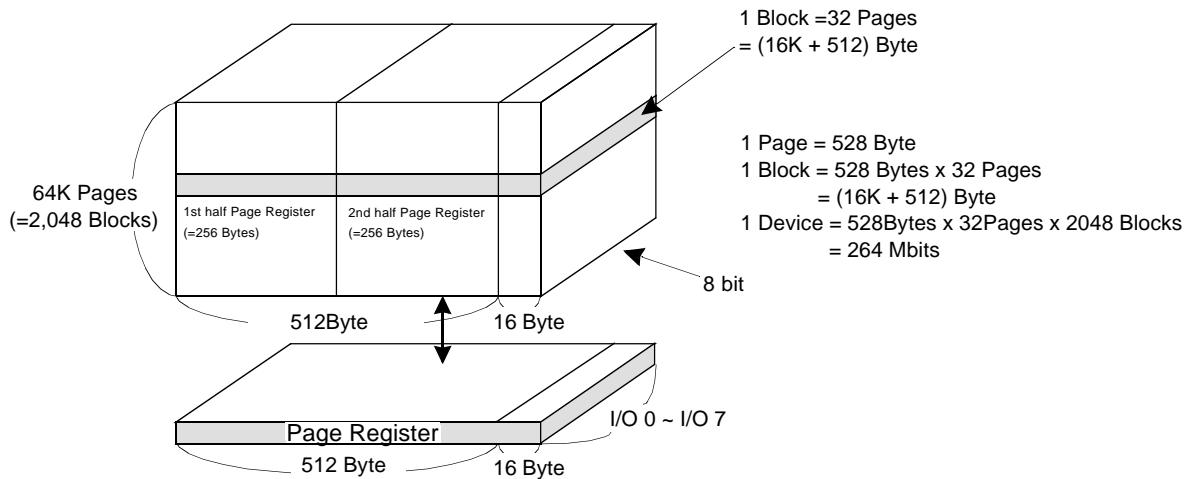 1 Block =32 Pages
= (16K + 512) Byte
1 Page = 528 Byte
1 Block = 528 Bytes x 32 Pages
= (16K + 512) Byte
1 Device = 528Bytes x 32Pages x 2048 Blocks
= 264 Mbits
64K Pages
(=2,048 Blocks)
1st half Page Register
(=256 Bytes)
2nd half Page Register
(=256 Bytes)
8 bit
512Byte
16 Byte
I/O 0 ~ I/O 7
Page Register
512 Byte
16 Byte